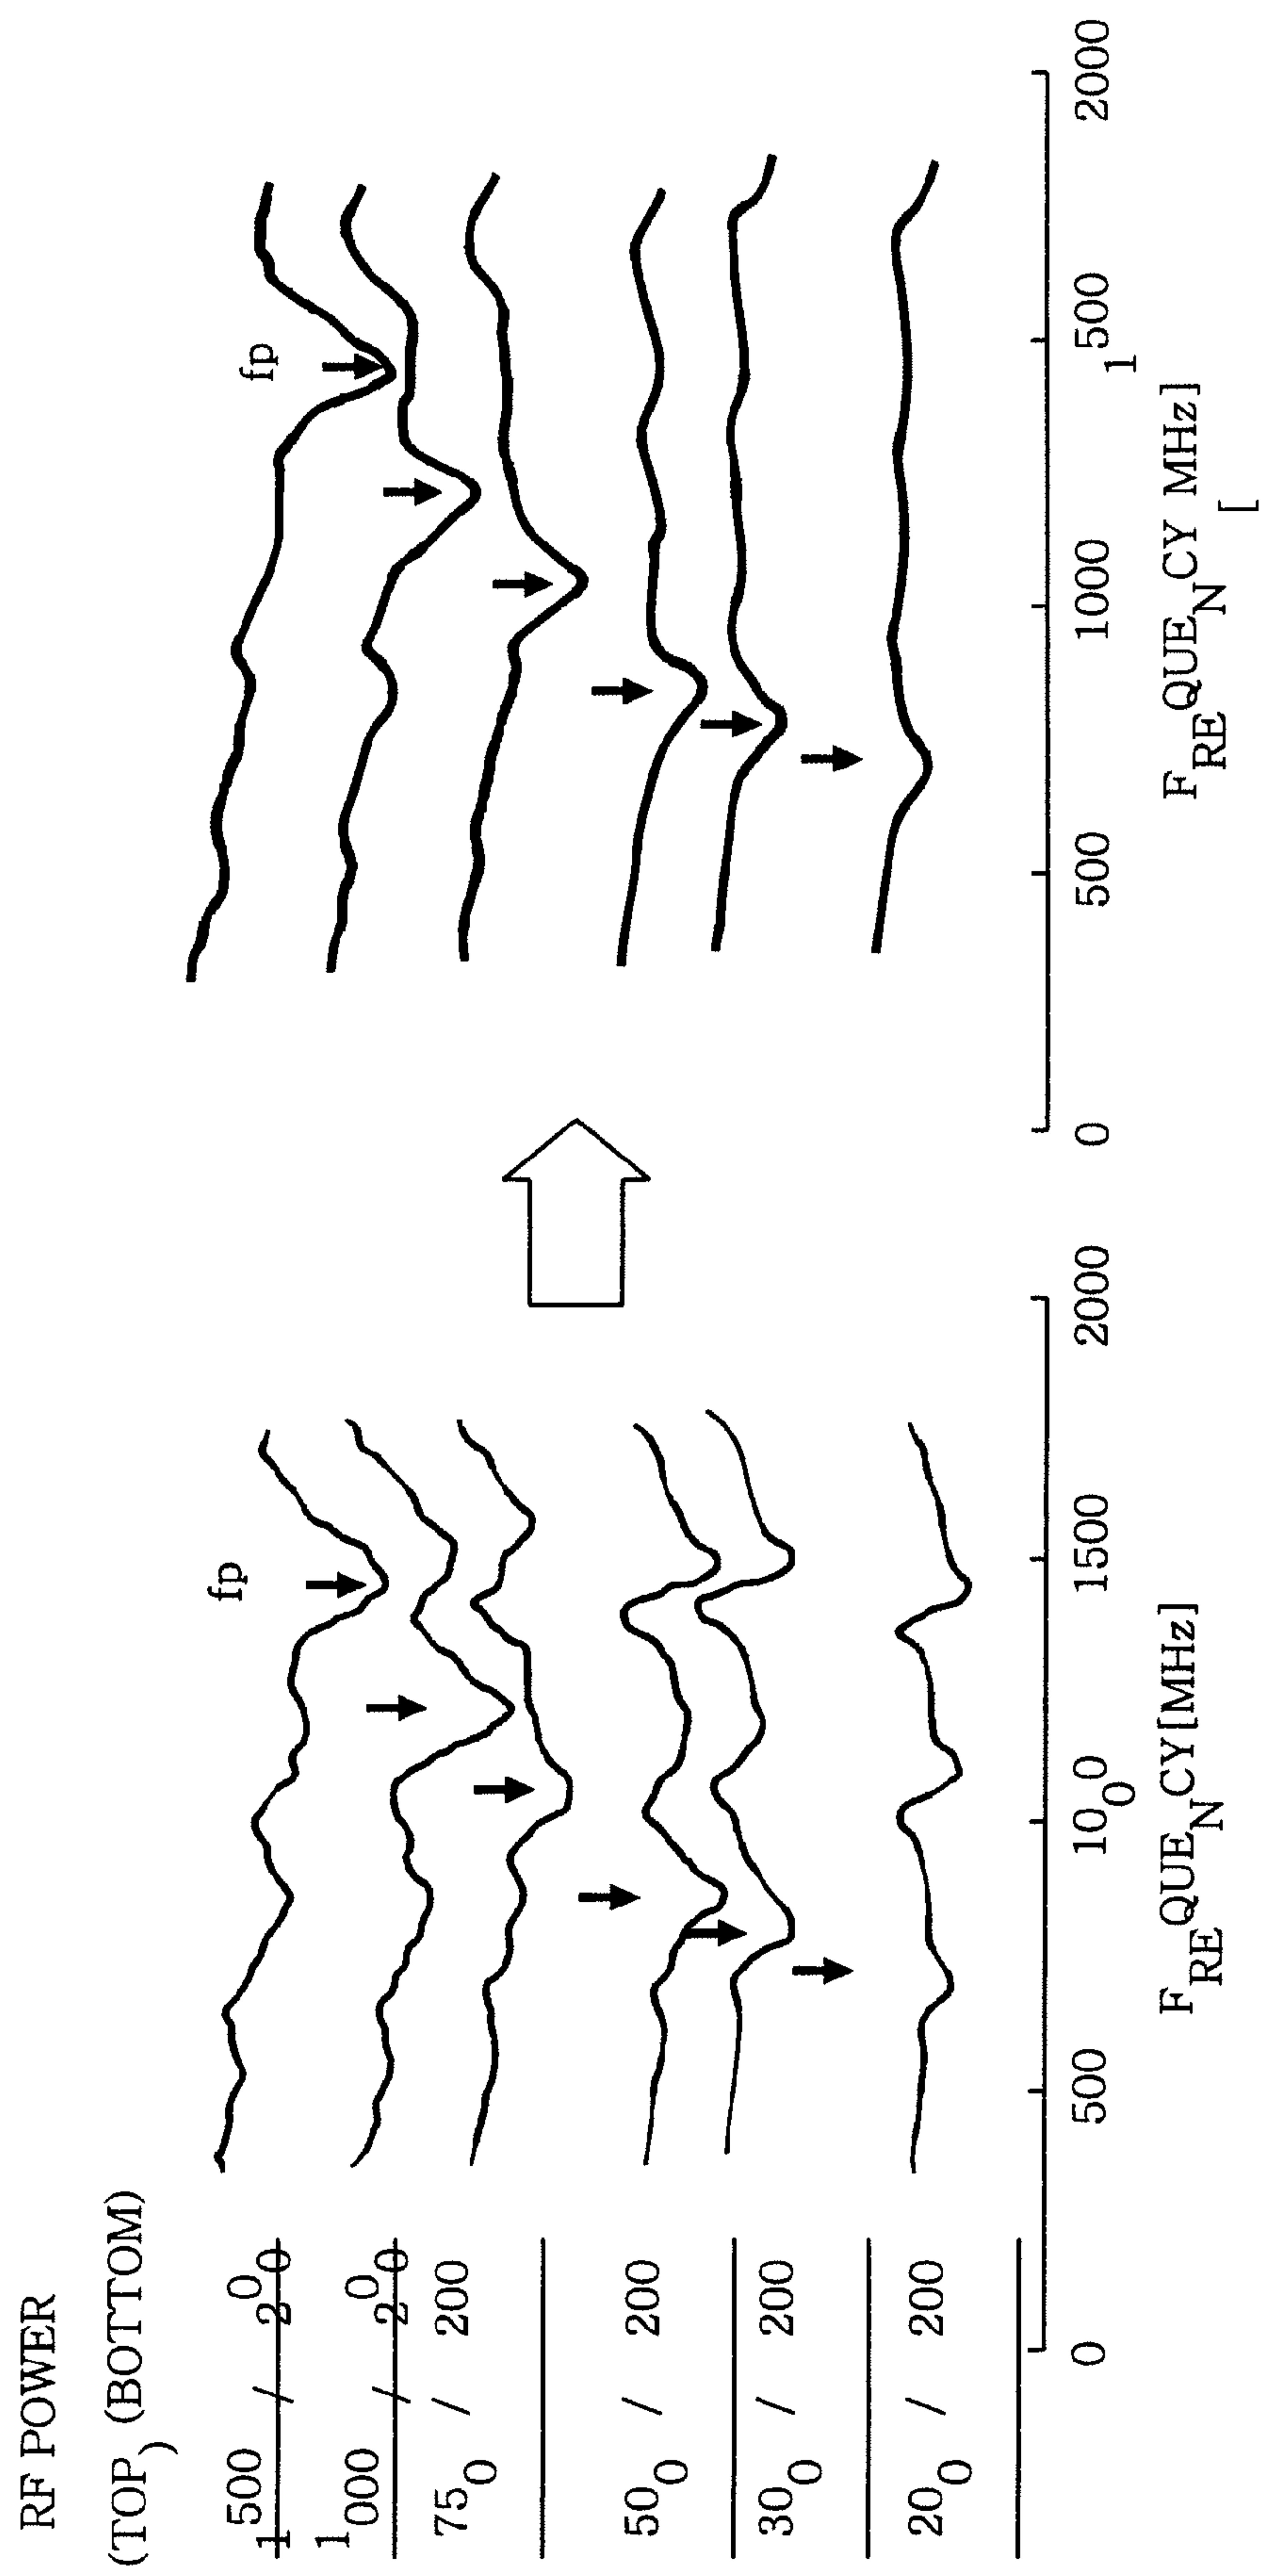 RF POWER
(TOP) (BOTTOM)
1500 / 200
1000 / 200
750 / 200
500 / 200
300 / 200
200 / 200
fp
0 500 1000 1500 2000
FREQUENCY[MHz]
fp
0 500 1000 1500 2000
FREQUENCY[MHz]